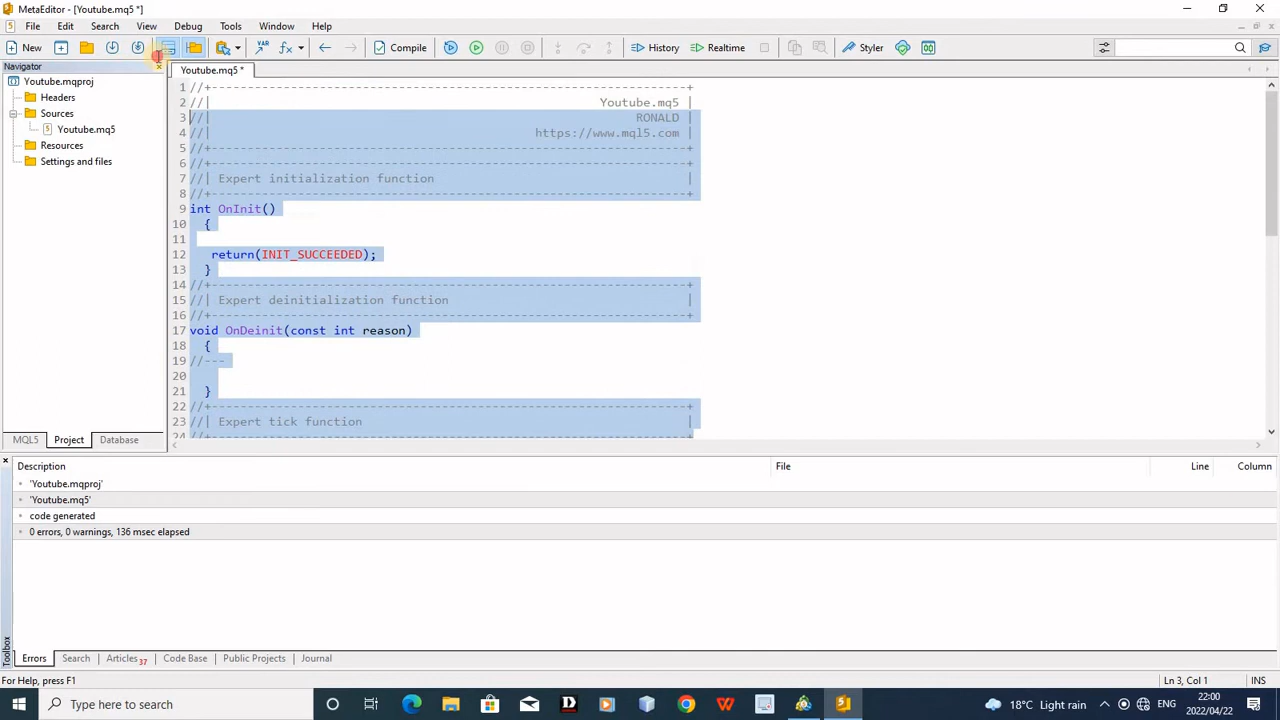 MetaEditor - [Youtube.mq5 *]
5 File Edit Search View Debug Tools Window Help
New Compile History Realtime Styler
VAR fx
Navigator
Youtube.mqproj
Headers
Sources
Youtube.mq5
Resources
Settings and files
MQL5 Project Database
Youtube.mq5 *
1 //+------------------------------------------------------------------+
2 //| Youtube.mq5 |
3 //| RONALD |
4 //| https://www.mql5.com |
5 //+------------------------------------------------------------------+
6 //+------------------------------------------------------------------+
7 //| Expert initialization function |
8 //+------------------------------------------------------------------+
9 int OnInit()
10 {
11
12 return(INIT_SUCCEEDED);
13 }
14 //+------------------------------------------------------------------+
15 //| Expert deinitialization function |
16 //+------------------------------------------------------------------+
17 void OnDeinit(const int reason)
18 {
19 //---
20
21 }
22 //+------------------------------------------------------------------+
23 //| Expert tick function |
24 //+------------------------------------------------------------------+
Description File Line Column
'Youtube.mqproj'
'Youtube.mq5'
code generated
0 errors, 0 warnings, 136 msec elapsed
Toolbox
Errors Search Articles 37 Code Base Public Projects Journal
For Help, press F1 Ln 3, Col 1 INS
Type here to search 18°C Light rain ENG 22:00
2022/04/22